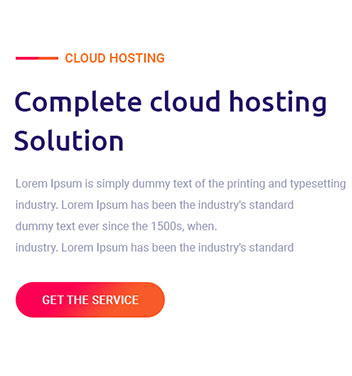 CLOUD HOSTING
Complete cloud hosting
Solution
Lorem Ipsum is simply dummy text of the printing and typesetting
industry. Lorem Ipsum has been the industry's standard
dummy text ever since the 1500s, when.
industry. Lorem Ipsum has been the industry's standard
GET THE SERVICE